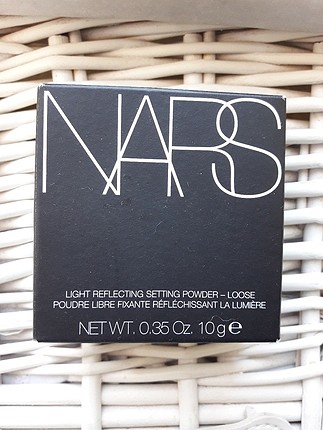 NARS
LIGHT REFLECTING SETTING POWDER – LOOSE
POUDRE LIBRE FIXANTE RÉFLÉCHISSANT LA LUMIÈRE
NET WT. 0.35 Oz. 10 g ℮